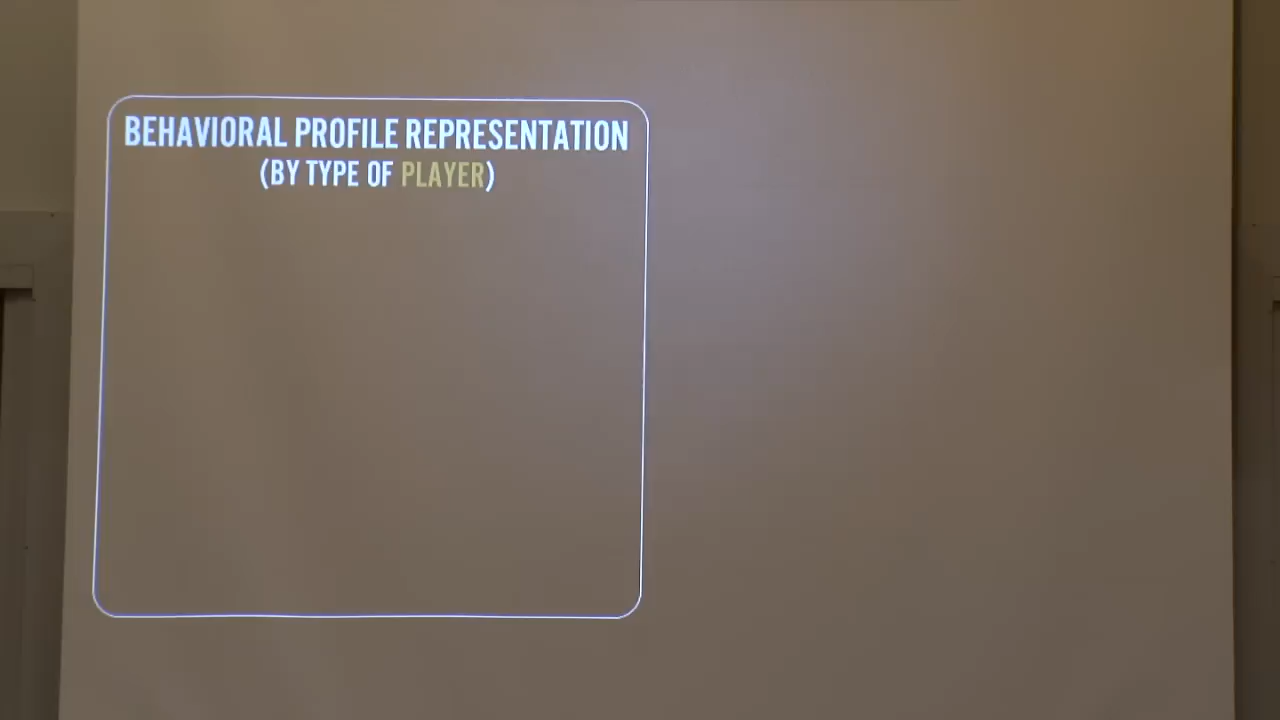 BEHAVIORAL PROFILE REPRESENTATION
(BY TYPE OF PLAYER)